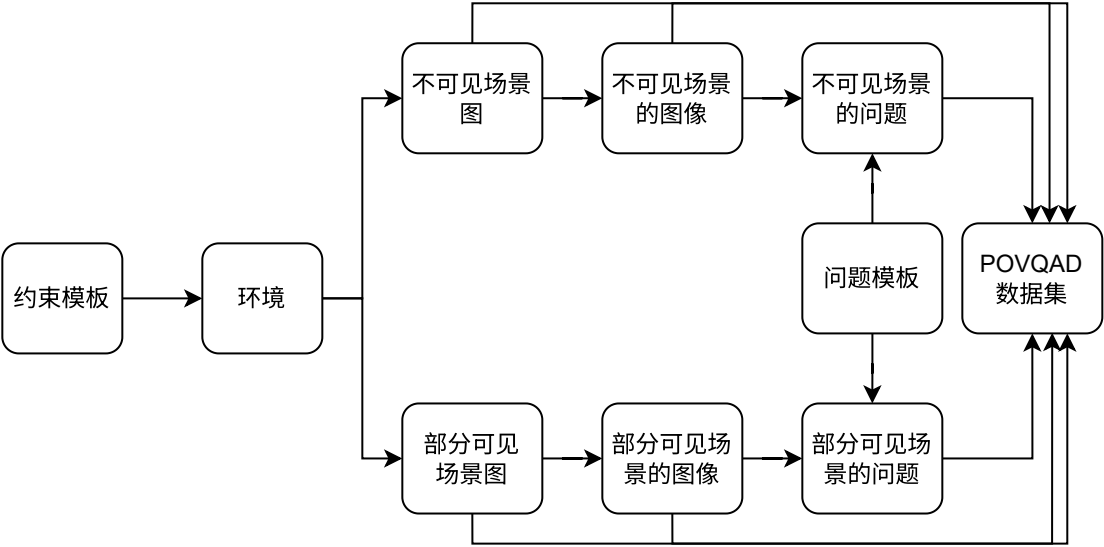 不可见场景
图
不可见场景
的图像
不可见场景
的问题
约束模板
环境
问题模板
POVQAD
数据集
部分可见
场景图
部分可见场
景的图像
部分可见场
景的问题